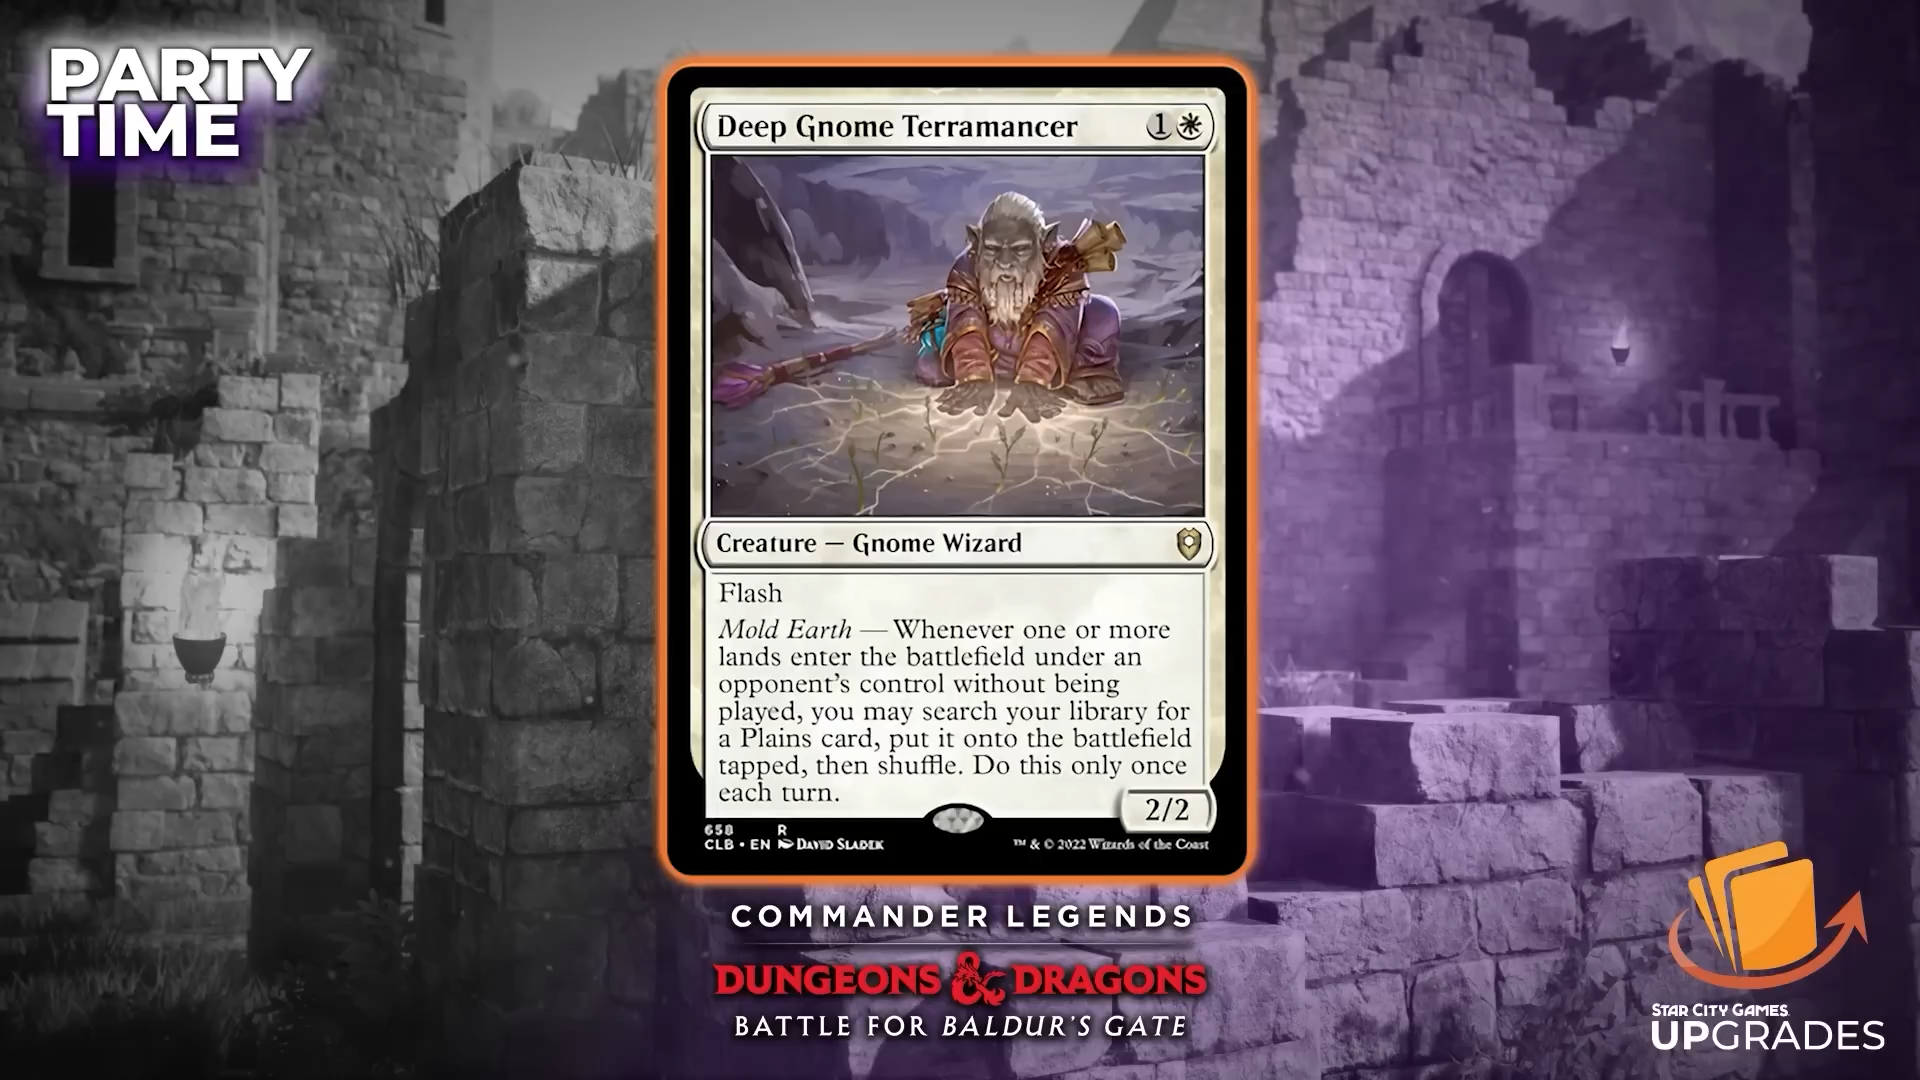 PARTY
TIME
Deep Gnome Terramancer 1
Creature — Gnome Wizard
Flash
Mold Earth — Whenever one or more
lands enter the battlefield under an
opponent's control without being
played, you may search your library for
a Plains card, put it onto the battlefield
tapped, then shuffle. Do this only once
each turn.
2/2
658 R
CLB • EN David Sladek
™ & © 2022 Wizards of the Coast
COMMANDER LEGENDS
DUNGEONS & DRAGONS
BATTLE FOR BALDUR'S GATE
STAR CITY GAMES
UPGRADES